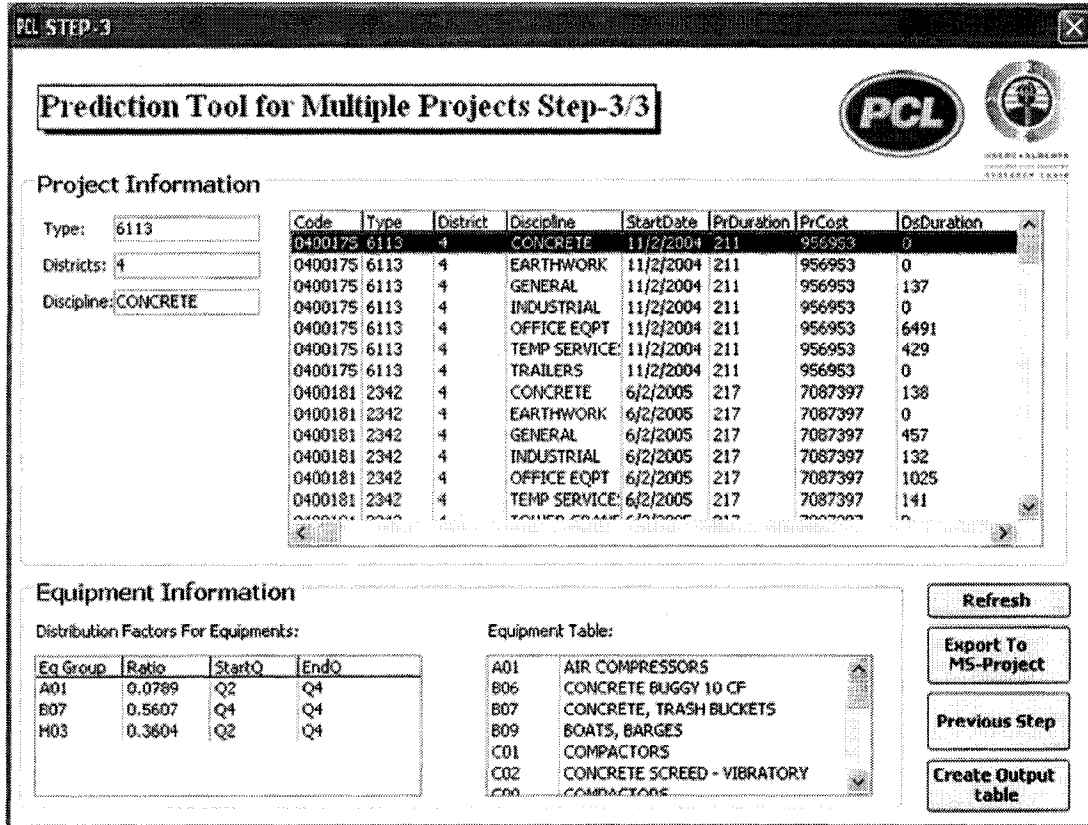 PCL STEP-3
Prediction Tool for Multiple Projects Step-3/3
PCL
Project Information
Type: 6113
Districts: 4
Discipline: CONCRETE
Code Type District Discipline StartDate PrDuration PrCost DsDuration
0400175 6113 4 CONCRETE 11/2/2004 211 956953 0
0400175 6113 4 EARTHWORK 11/2/2004 211 956953 0
0400175 6113 4 GENERAL 11/2/2004 211 956953 137
0400175 6113 4 INDUSTRIAL 11/2/2004 211 956953 0
0400175 6113 4 OFFICE EQPT 11/2/2004 211 956953 6491
0400175 6113 4 TEMP SERVICE 11/2/2004 211 956953 429
0400175 6113 4 TRAILERS 11/2/2004 211 956953 0
0400181 2342 4 CONCRETE 6/2/2005 217 7087397 138
0400181 2342 4 EARTHWORK 6/2/2005 217 7087397 0
0400181 2342 4 GENERAL 6/2/2005 217 7087397 457
0400181 2342 4 INDUSTRIAL 6/2/2005 217 7087397 132
0400181 2342 4 OFFICE EQPT 6/2/2005 217 7087397 1025
0400181 2342 4 TEMP SERVICE 6/2/2005 217 7087397 141
Equipment Information
Distribution Factors For Equipments:
Eq Group Ratio StartQ EndQ
A01 0.0789 Q2 Q4
B07 0.5607 Q4 Q4
H03 0.3604 Q2 Q4
Equipment Table:
A01 AIR COMPRESSORS
B06 CONCRETE BUGGY 10 CF
B07 CONCRETE, TRASH BUCKETS
B09 BOATS, BARGES
C01 COMPACTORS
C02 CONCRETE SCREED - VIBRATORY
COMPACTORS
Refresh
Export To MS-Project
Previous Step
Create Output table